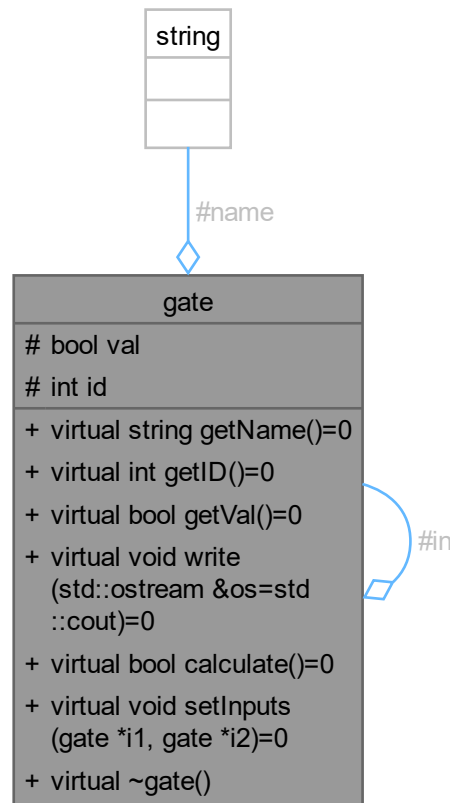 string
#name
gate
# bool val
# int id
+ virtual string getName()=0
+ virtual int getID()=0
+ virtual bool getVal()=0
+ virtual void write
(std::ostream &os=std
::cout)=0
#in
+ virtual bool calculate()=0
+ virtual void setInputs
(gate *i1, gate *i2)=0
+ virtual ~gate()